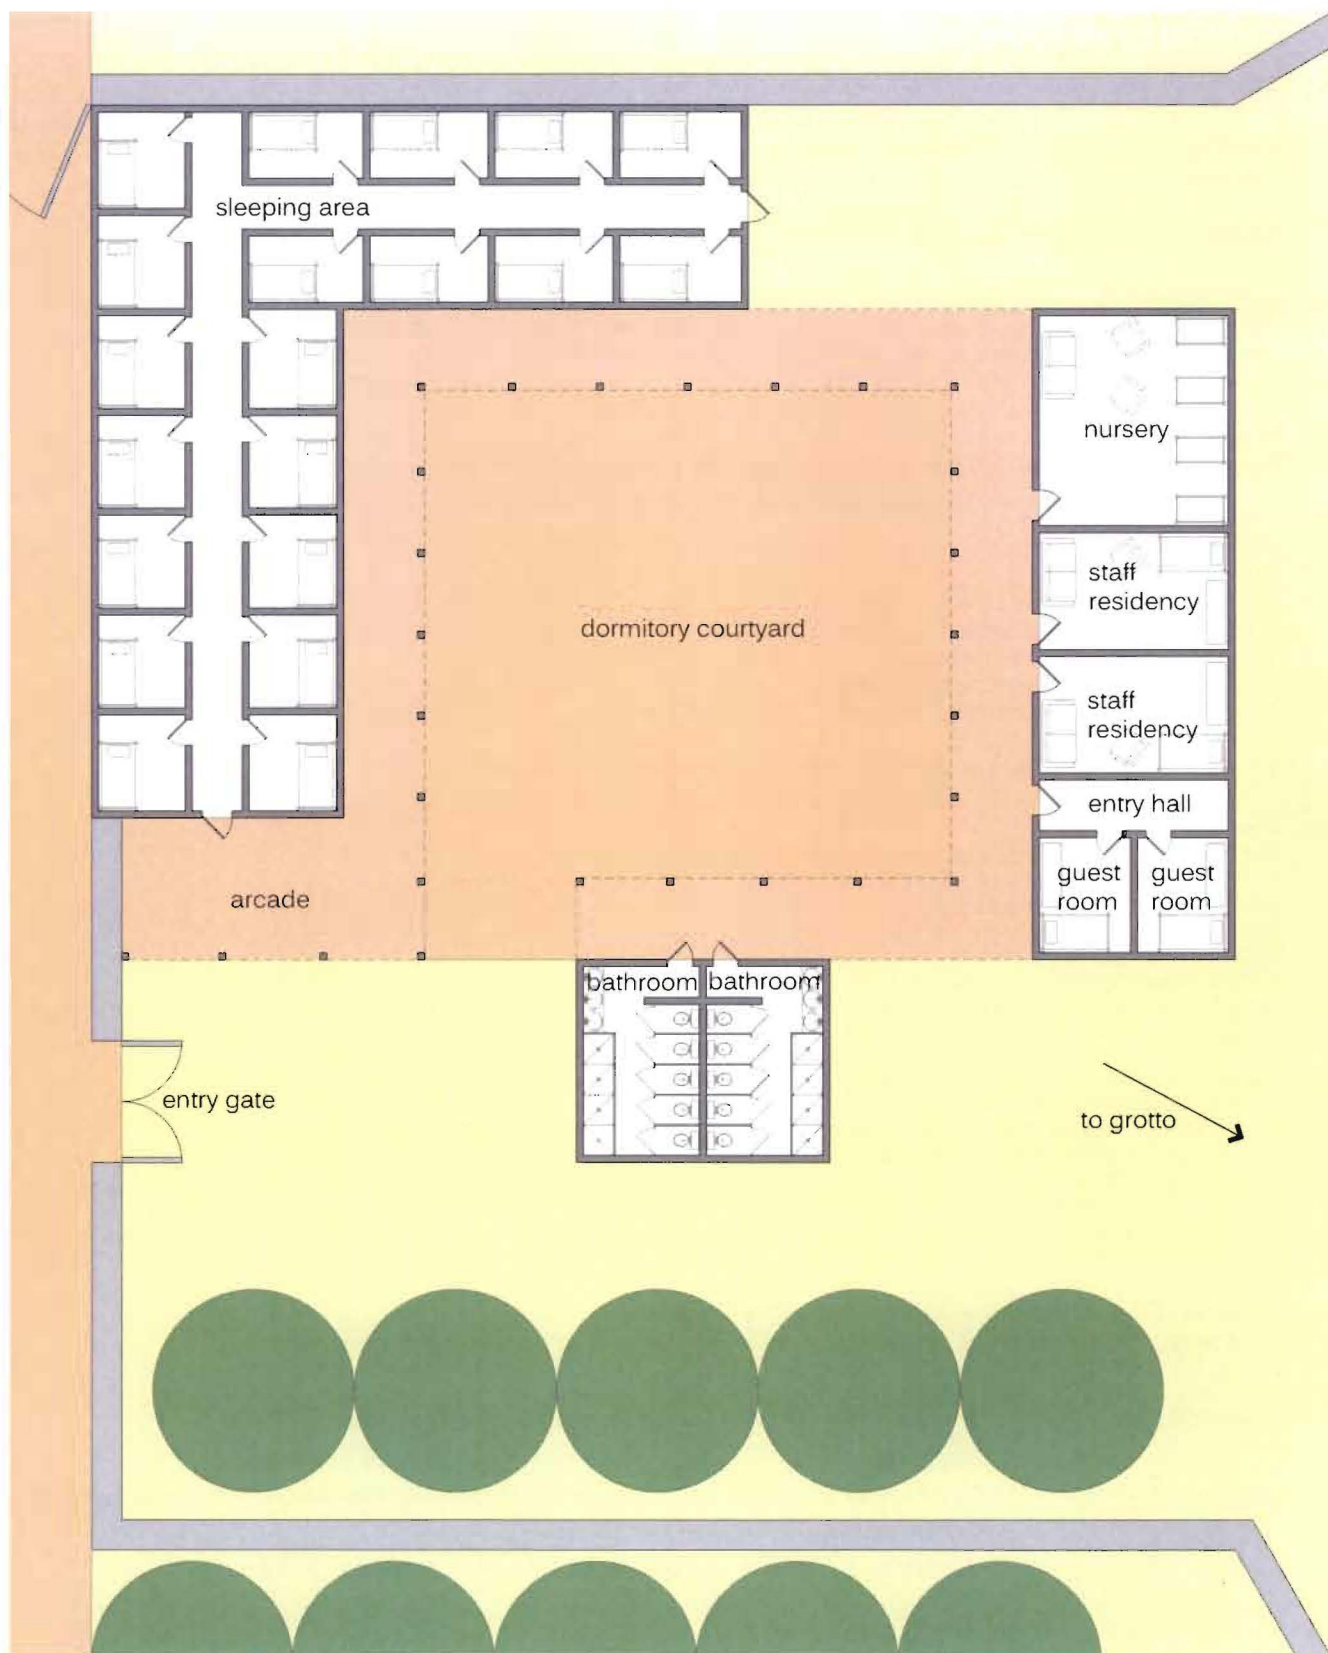 sleeping area
nursery
staff
residency
dormitory courtyard
staff
residency
entry hall
guest
room
guest
room
arcade
bathroom
bathroom
entry gate
to grotto